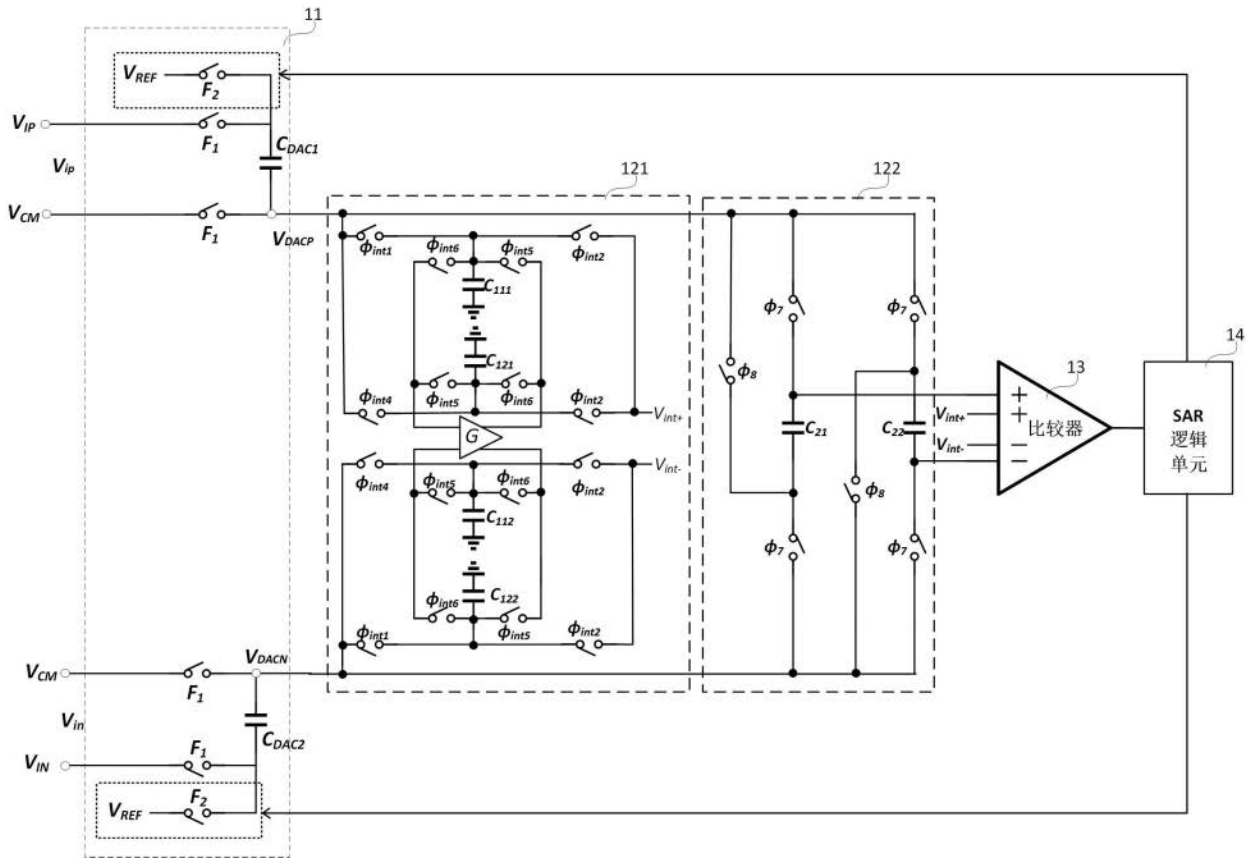 11
V_REF
F_2
V_IP
F_1
C_DAC1
V_ip
121
122
V_CM
F_1
V_DACP
ϕ_int1
ϕ_int6
ϕ_int5
ϕ_int2
C_111
ϕ_7
ϕ_7
14
C_121
ϕ_8
13
ϕ_int4
ϕ_int5
ϕ_int6
ϕ_int2
V_int+
+
SAR
G
C_21
C_22
V_int+
+
比较器
逻辑
V_int-
−
单元
V_int-
−
ϕ_int4
ϕ_int5
ϕ_int6
ϕ_int2
ϕ_8
C_112
ϕ_7
ϕ_7
C_122
ϕ_int1
ϕ_int6
ϕ_int5
ϕ_int2
V_CM
F_1
V_DACN
V_in
C_DAC2
V_IN
F_1
V_REF
F_2